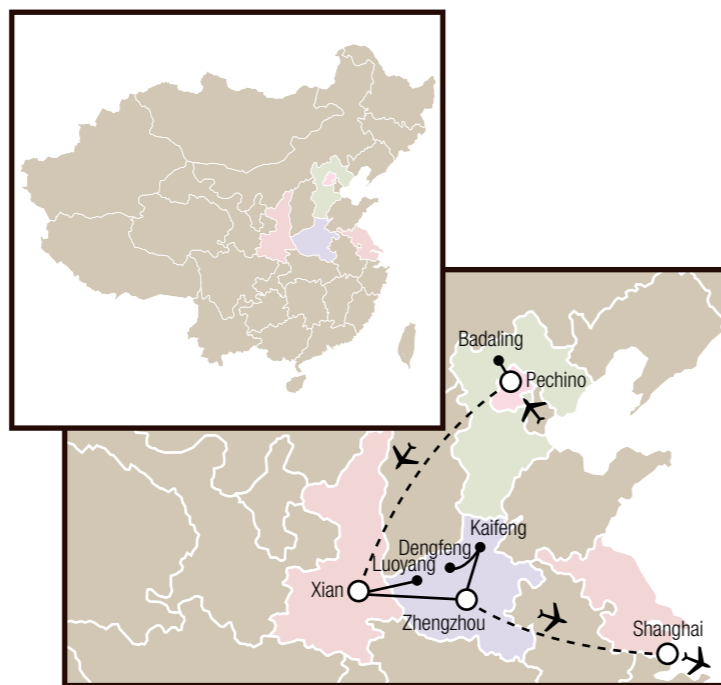 Badaling
Pechino
Kaifeng
Dengfeng
Luoyang
Xian
Zhengzhou
Shanghai